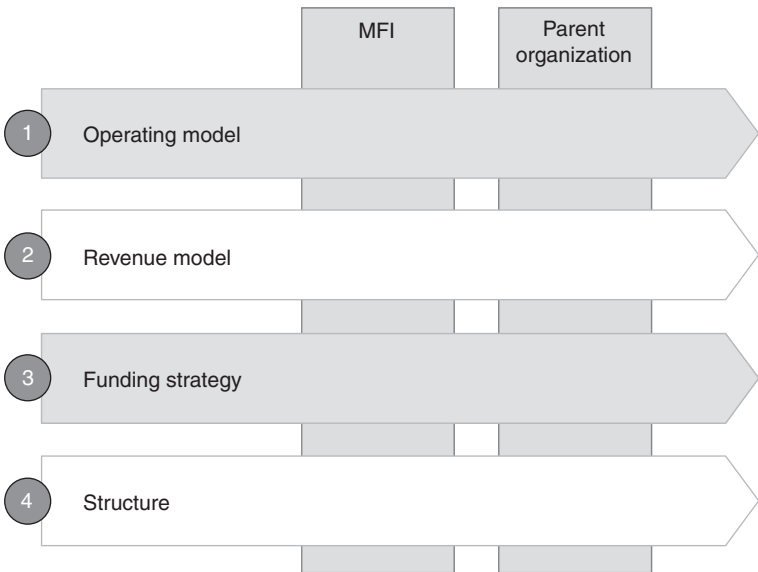 MFI
Parent
organization
1
Operating model
2
Revenue model
3
Funding strategy
4
Structure